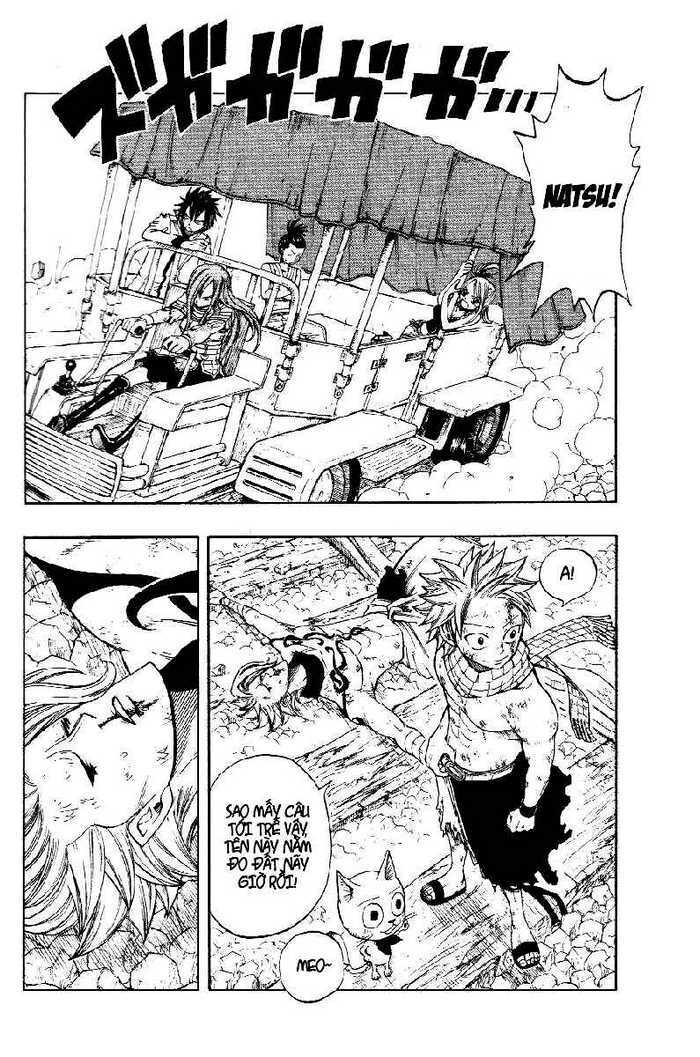 ズガガガガ...
NATSU!
A!
SAO MẤY CÂU
TỚI TRỄ VẬY,
TÊN NÀY NẰM
ĐO ĐẤT NÃY
GIỜ RỒI!
MEO~